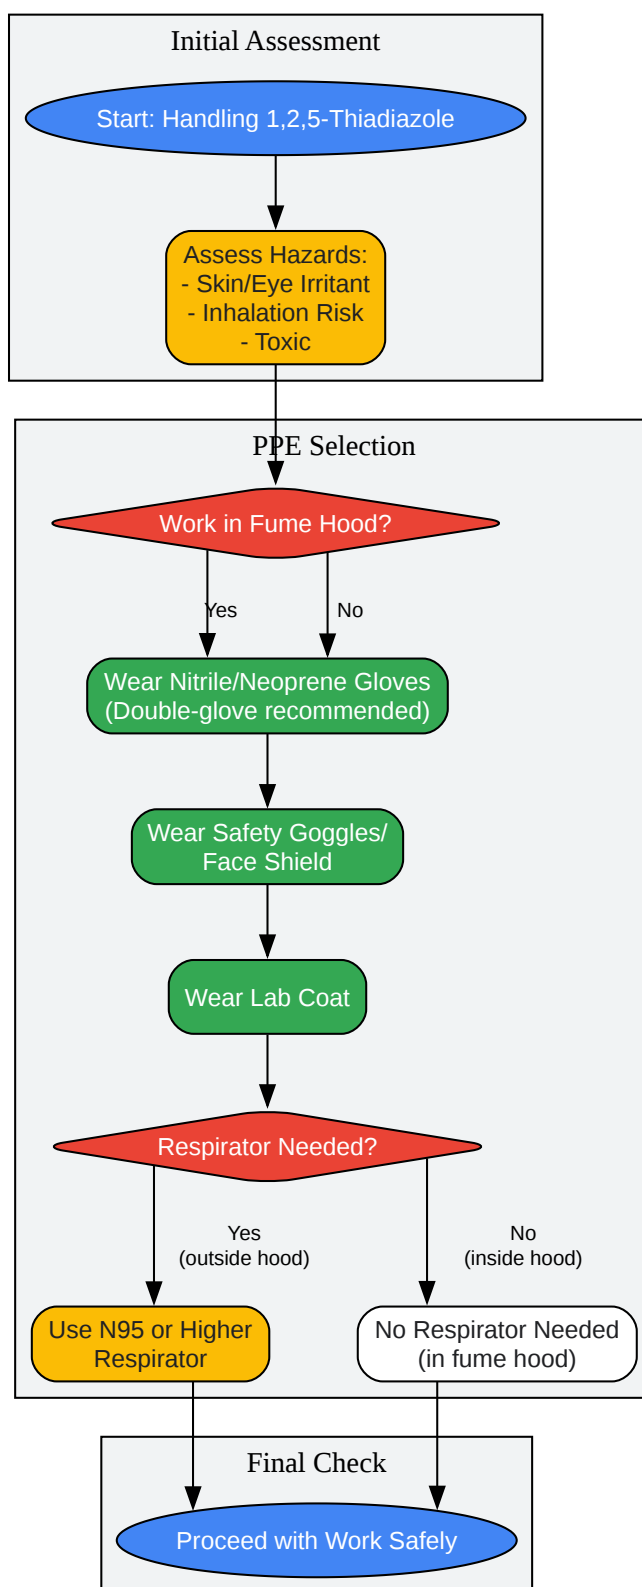 Initial Assessment
Start: Handling 1,2,5-Thiadiazole
Assess Hazards:
- Skin/Eye Irritant
- Inhalation Risk
- Toxic
PPE Selection
Work in Fume Hood?
Yes
No
Wear Nitrile/Neoprene Gloves
(Double-glove recommended)
Wear Safety Goggles/
Face Shield
Wear Lab Coat
Respirator Needed?
Yes
(outside hood)
No
(inside hood)
Use N95 or Higher
Respirator
No Respirator Needed
(in fume hood)
Final Check
Proceed with Work Safely